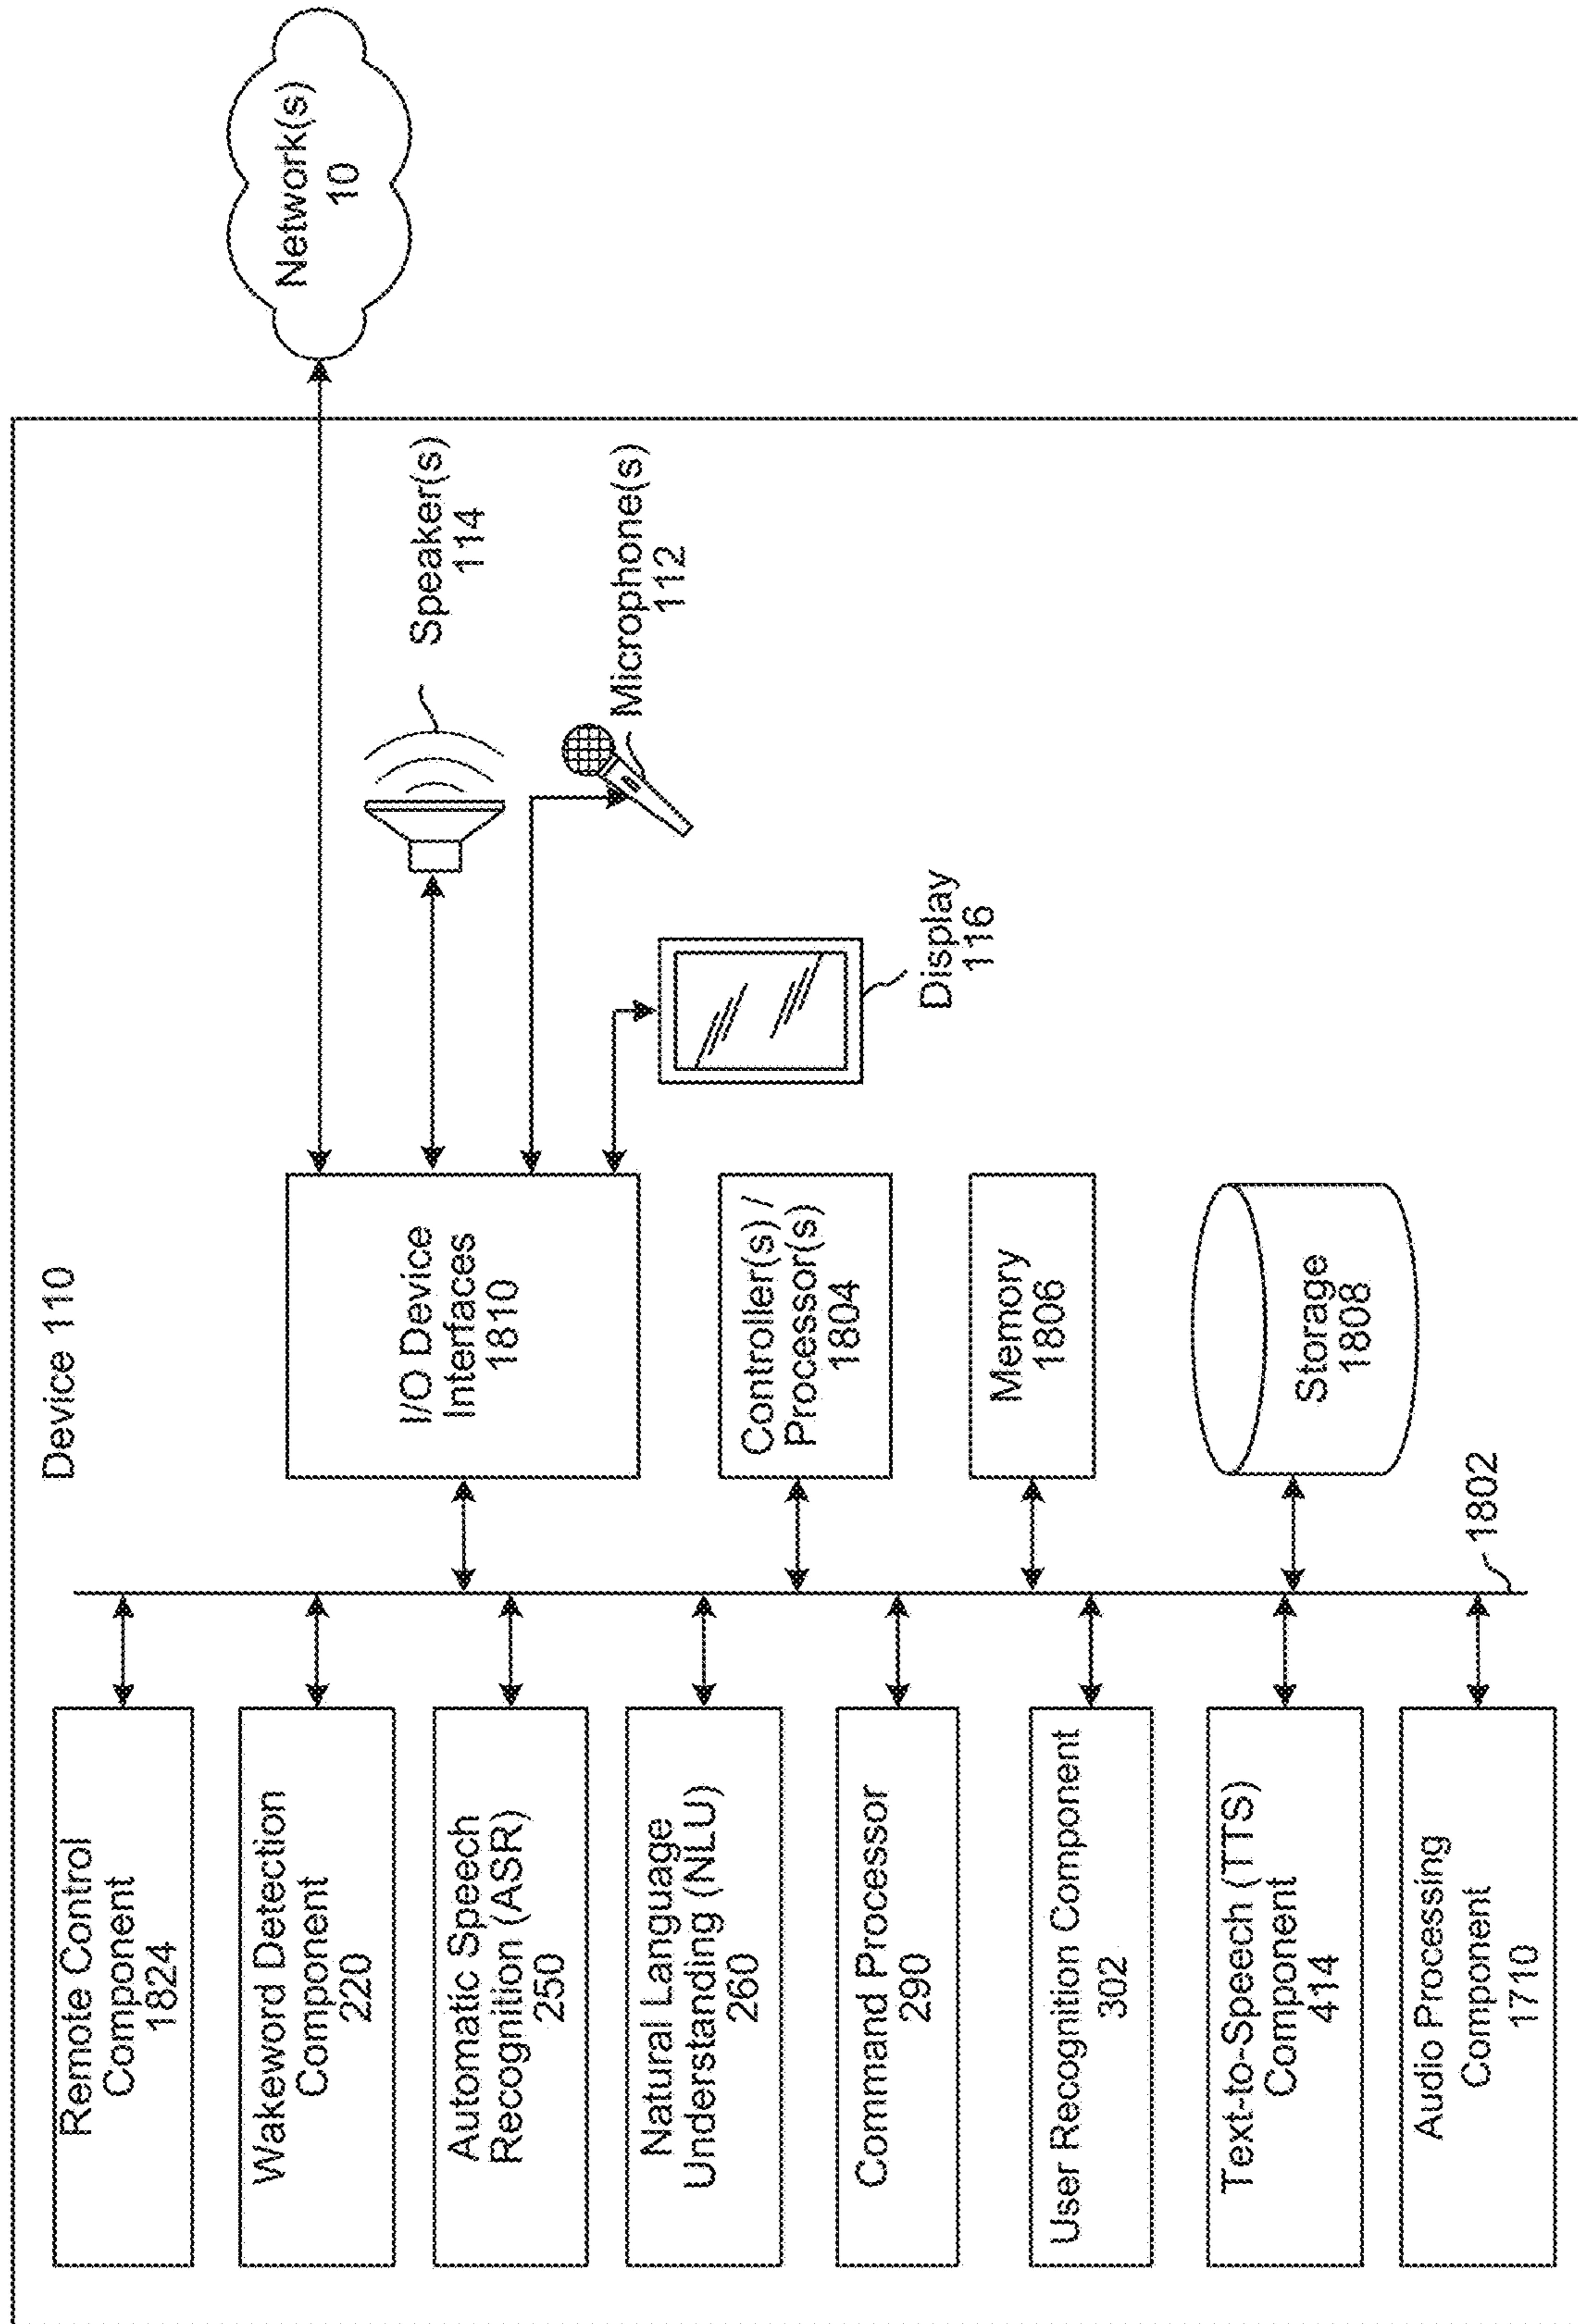 Device 110
Remote Control
Component
1824
Wakeword Detection
Component
220
Automatic Speech
Recognition (ASR)
250
Natural Language
Understanding (NLU)
260
Command Processor
290
User Recognition Component
302
Text-to-Speech (TTS)
Component
414
Audio Processing
Component
1710
1802
I/O Device
Interfaces
1810
Controller(s) /
Processor(s)
1804
Memory
1806
Storage
1808
Display
116
Speaker(s)
114
Microphone(s)
112
Network(s)
10